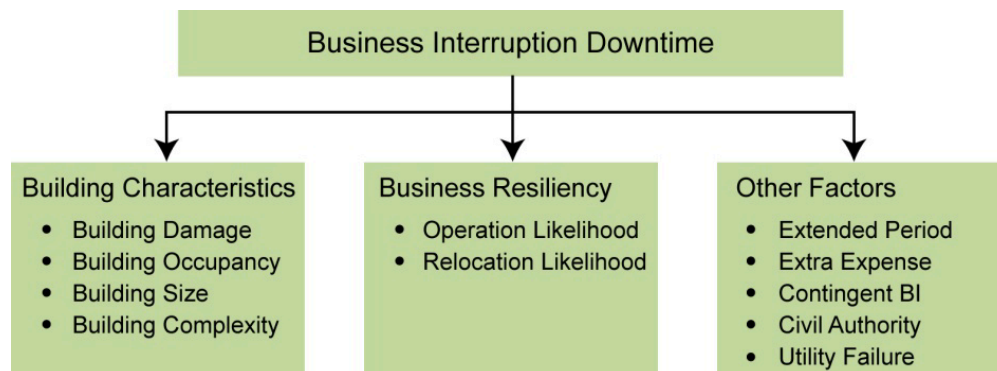 Business Interruption Downtime
Building Characteristics
• Building Damage
• Building Occupancy
• Building Size
• Building Complexity
Business Resiliency
• Operation Likelihood
• Relocation Likelihood
Other Factors
• Extended Period
• Extra Expense
• Contingent BI
• Civil Authority
• Utility Failure